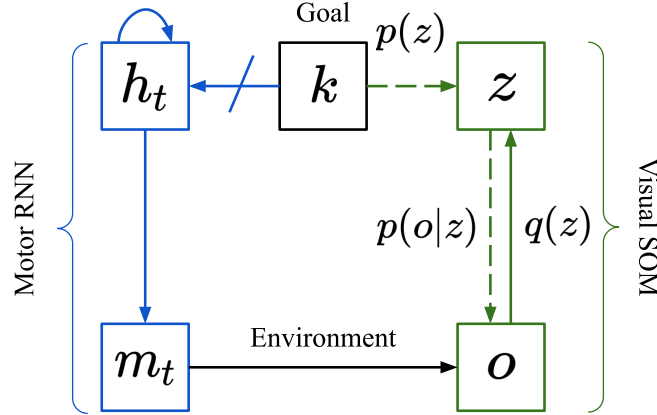 Goal
p(z)
h_t
k
z
Motor RNN
p(o|z)
q(z)
Visual SOM
Environment
m_t
o